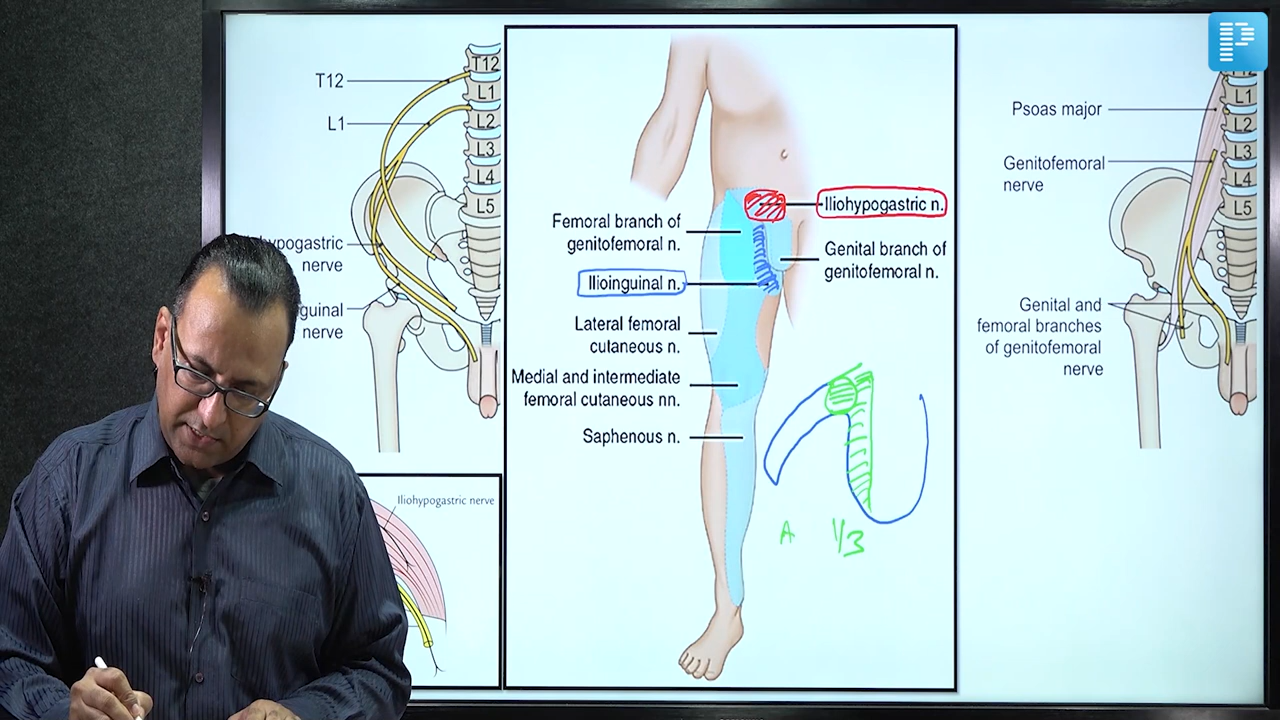 T12
L1
T12
L1
L2
L3
L4
L5
hypogastric
nerve
guinal
nerve
Iliohypogastric nerve
Iliohypogastric n.
Femoral branch of
genitofemoral n.
Genital branch of
genitofemoral n.
Ilioinguinal n.
Lateral femoral
cutaneous n.
Medial and intermediate
femoral cutaneous nn.
Saphenous n.
A 1/3
P
Psoas major
Genitofemoral
nerve
L1
L2
L3
L4
L5
Genital and
femoral branches
of genitofemoral
nerve